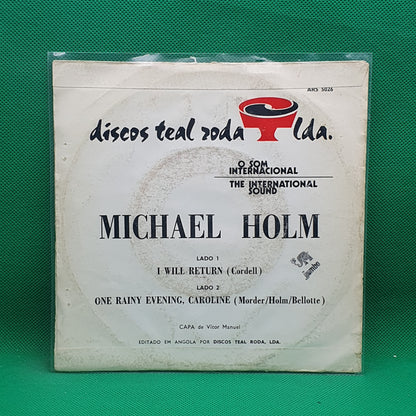 ARS 5026
discos teal roda lda.
O SOM
INTERNACIONAL
THE INTERNATIONAL
SOUND
MICHAEL HOLM
LADO 1
I WILL RETURN (Cordell)
LADO 2
ONE RAINY EVENING, CAROLINE (Morder/Holm/Bellotte)
jumbo
CAPA de Vitor Manuel
EDITADO EM ANGOLA POR DISCOS TEAL RODA, LDA.